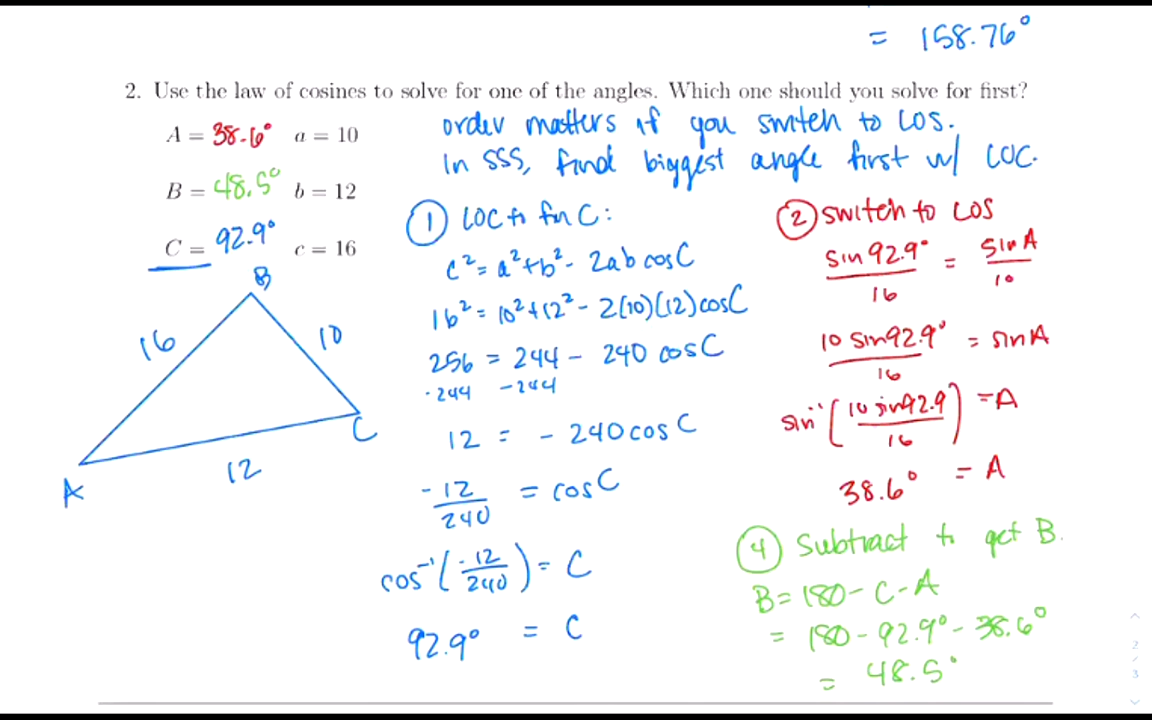 = 158.76°
2. Use the law of cosines to solve for one of the angles. Which one should you solve for first?
A = 38.6° a = 10
B = 48.5° b = 12
C = 92.9° c = 16
order matters if you switch to LOS.
In SSS, find biggest angle first w/ LOC.
① LOC to fin C:
c² = a² + b² - 2ab cos C
16² = 10² + 12² - 2(10)(12) cos C
256 = 244 - 240 cos C
-244 -244
12 = - 240 cos C
-12/240 = cos C
cos⁻¹(-12/240) = C
92.9° = C
② Switch to LOS
sin 92.9°/16 = sin A/10
10 sin 92.9°/16 = sin A
sin⁻¹(10 sin 92.9/16) = A
38.6° = A
④ Subtract to get B.
B = 180 - C - A
= 180 - 92.9° - 38.6°
= 48.5°
B
16
10
C
12
A
2
/
3